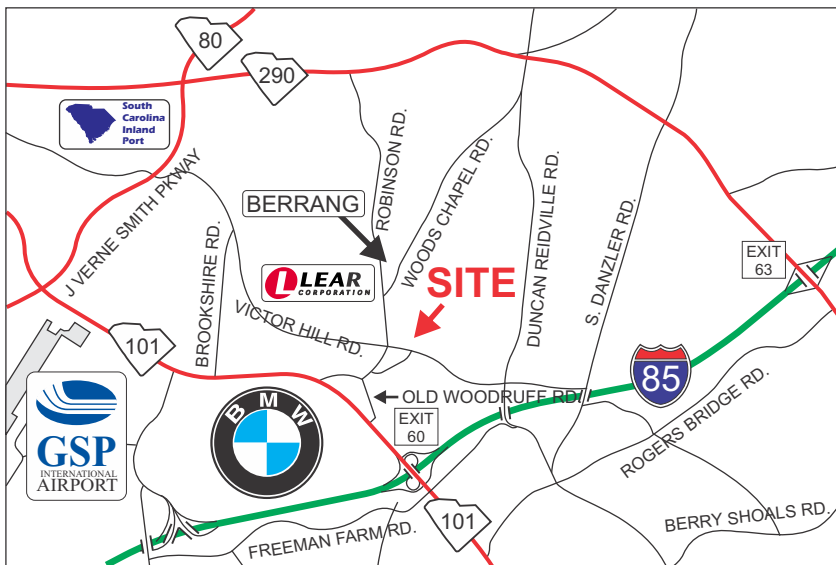 80
290
South
Carolina
Inland
Port
J VERNE SMITH PKWAY
ROBINSON RD.
WOODS CHAPEL RD.
DUNCAN REIDVILLE RD.
S. DANZLER RD.
BERRANG
BROOKSHIRE RD.
EXIT
63
LEAR
CORPORATION
SITE
VICTOR HILL RD.
101
85
GSP
INTERNATIONAL
AIRPORT
BMW
OLD WOODRUFF RD.
EXIT
60
ROGERS BRIDGE RD.
101
FREEMAN FARM RD.
BERRY SHOALS RD.